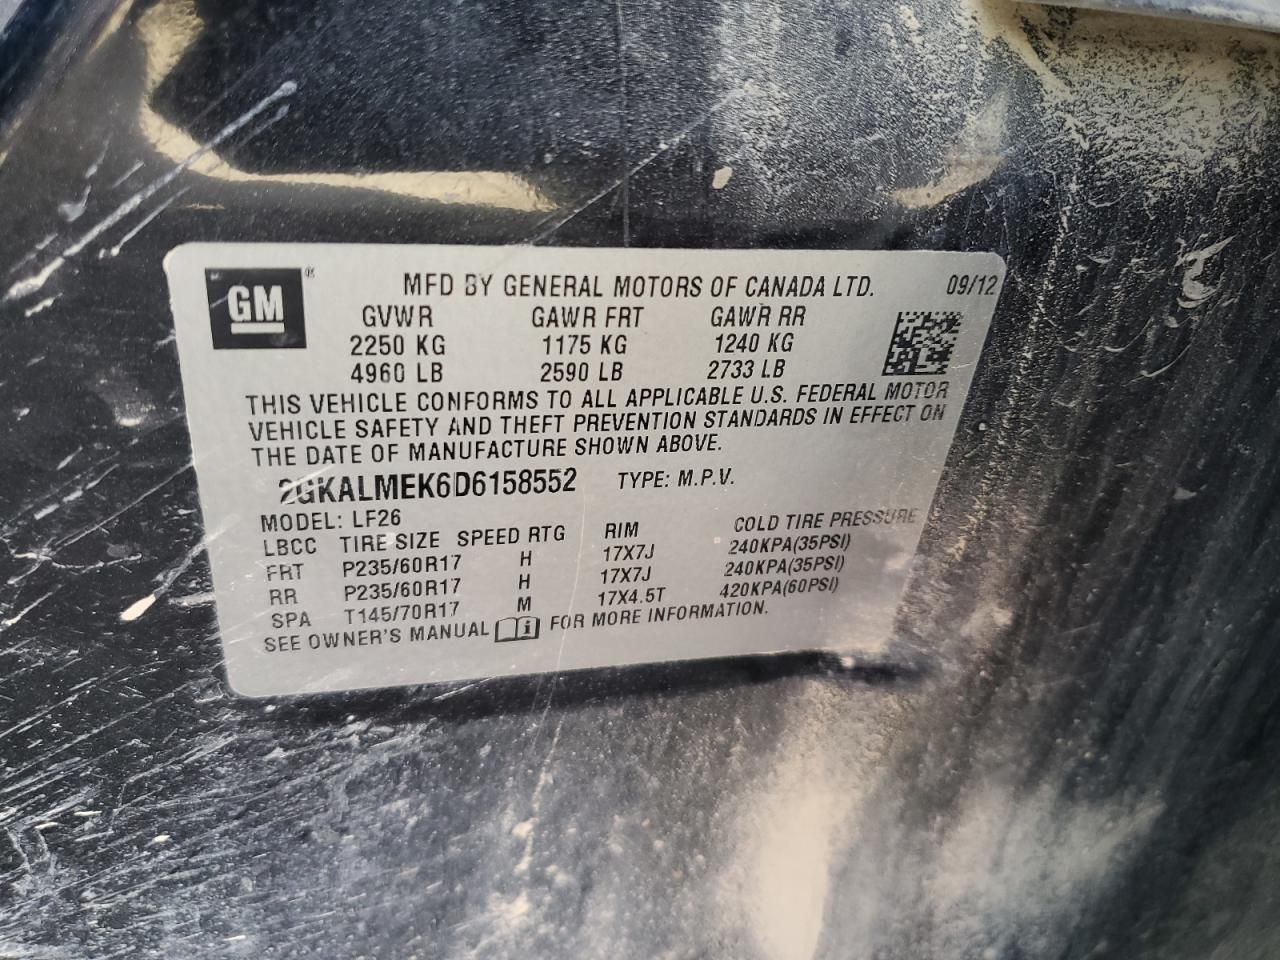 GM ®
MFD BY GENERAL MOTORS OF CANADA LTD. 09/12
GVWR GAWR FRT GAWR RR
2250 KG 1175 KG 1240 KG
4960 LB 2590 LB 2733 LB
THIS VEHICLE CONFORMS TO ALL APPLICABLE U.S. FEDERAL MOTOR
VEHICLE SAFETY AND THEFT PREVENTION STANDARDS IN EFFECT ON
THE DATE OF MANUFACTURE SHOWN ABOVE.
2GKALMEK6D6158552 TYPE: M.P.V.
MODEL: LF26
LBCC TIRE SIZE SPEED RTG RIM COLD TIRE PRESSURE
FRT P235/60R17 H 17X7J 240KPA(35PSI)
RR P235/60R17 H 17X7J 240KPA(35PSI)
SPA T145/70R17 M 17X4.5T 420KPA(60PSI)
SEE OWNER'S MANUAL i FOR MORE INFORMATION.